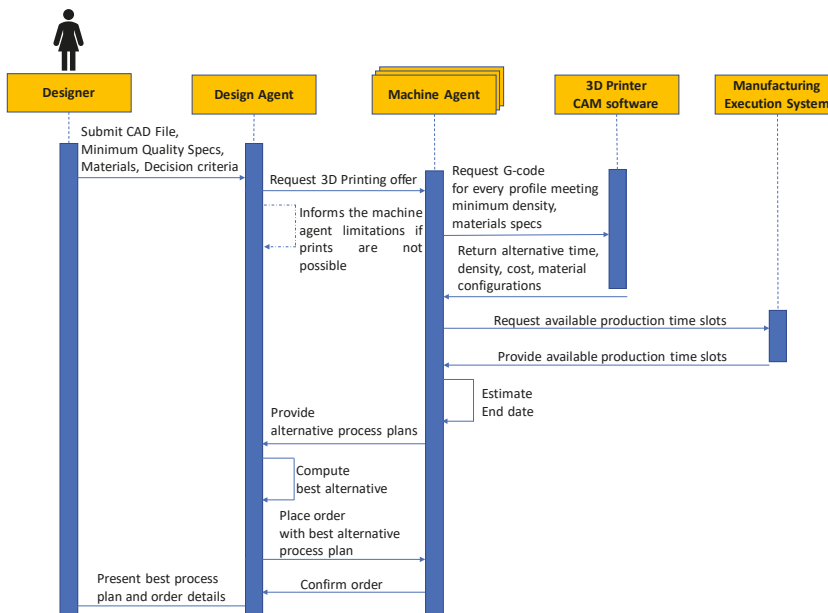 Designer
Design Agent
Machine Agent
3D Printer
CAM software
Manufacturing
Execution System
Submit CAD File,
Minimum Quality Specs,
Materials, Decision criteria
Request 3D Printing offer
Request G-code
for every profile meeting
minimum density,
materials specs
Informs the machine
agent limitations if
prints are not
possible
Return alternative time,
density, cost, material
configurations
Request available production time slots
Provide available production time slots
Estimate
End date
Provide
alternative process plans
Compute
best alternative
Place order
with best alternative
process plan
Confirm order
Present best process
plan and order details